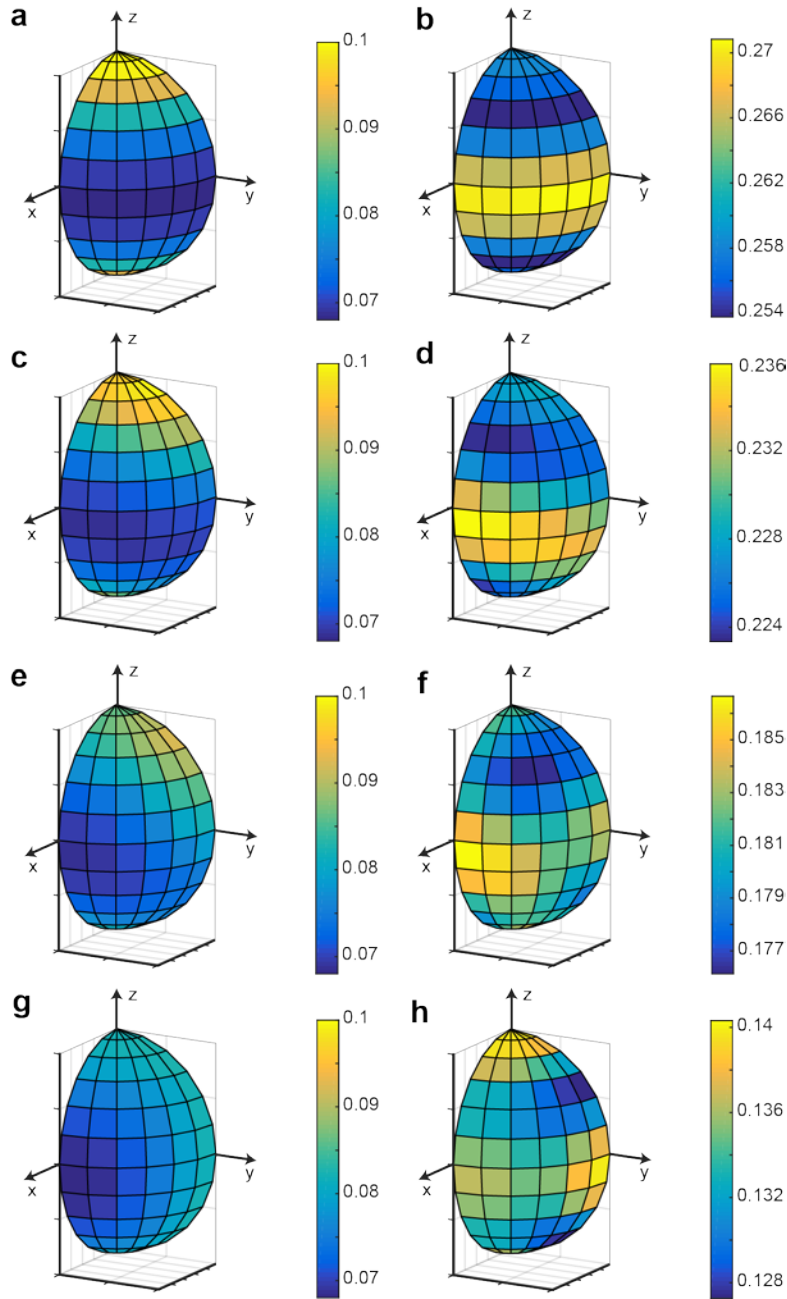 a
z
x
y
0.1
0.09
0.08
0.07
b
z
x
y
0.27
0.266
0.262
0.258
0.254
c
z
x
y
0.1
0.09
0.08
0.07
d
z
x
y
0.236
0.232
0.228
0.224
e
z
x
y
0.1
0.09
0.08
0.07
f
z
x
y
0.185
0.183
0.181
0.179
0.177
g
z
x
y
0.1
0.09
0.08
0.07
h
z
x
y
0.14
0.136
0.132
0.128